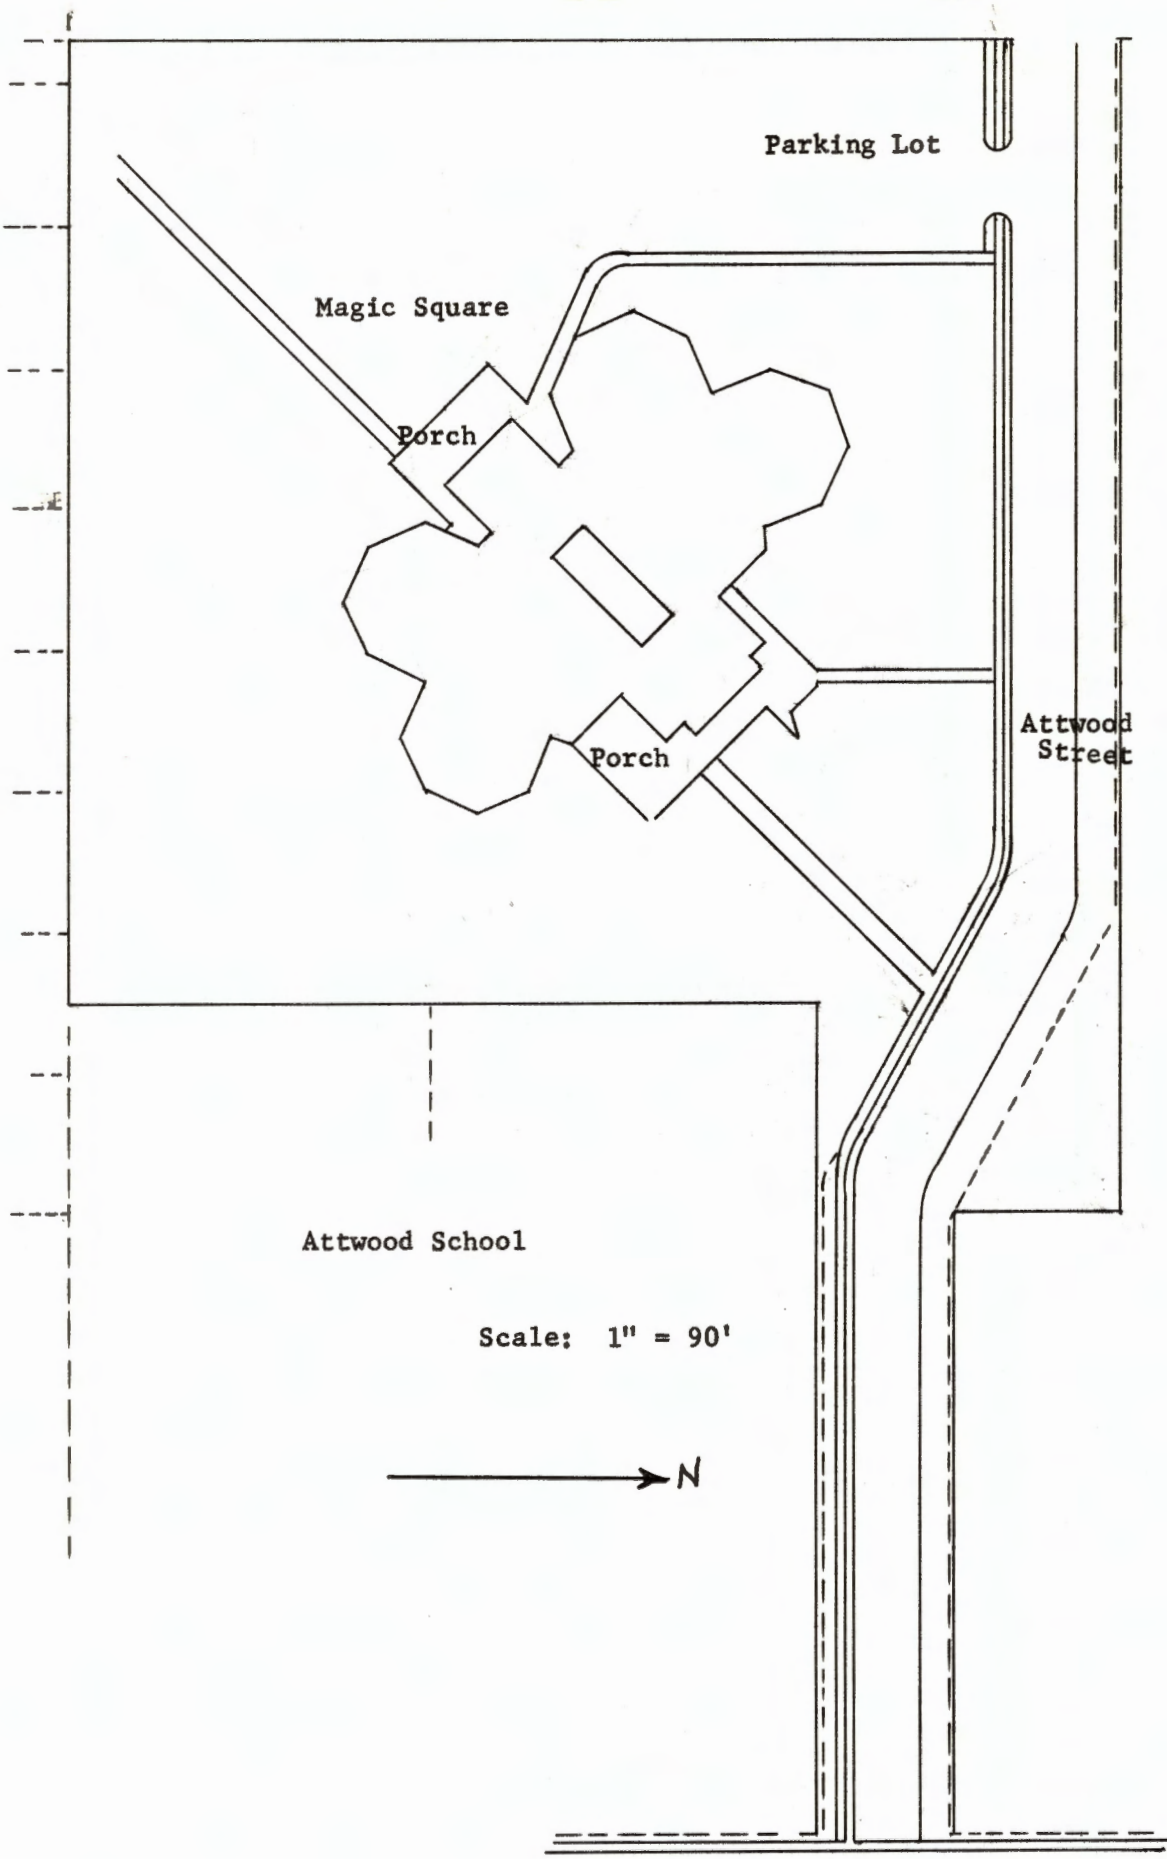 Parking Lot
Magic Square
Porch
Attwood
Street
Porch
Attwood School
Scale: 1" = 90'
N